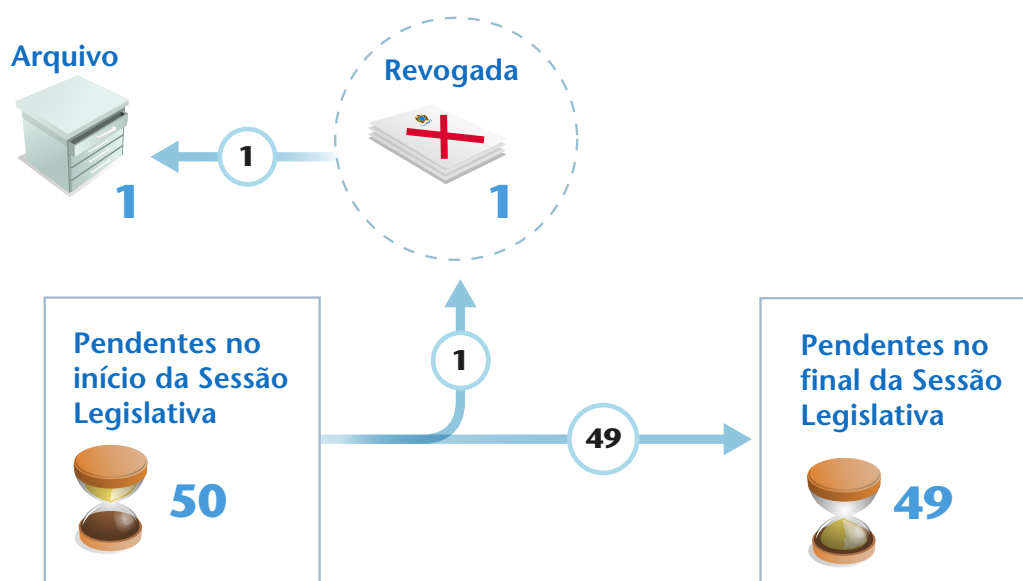 Arquivo
1
1
Revogada
1
1
Pendentes no
início da Sessão
Legislativa
50
49
Pendentes no
final da Sessão
Legislativa
49